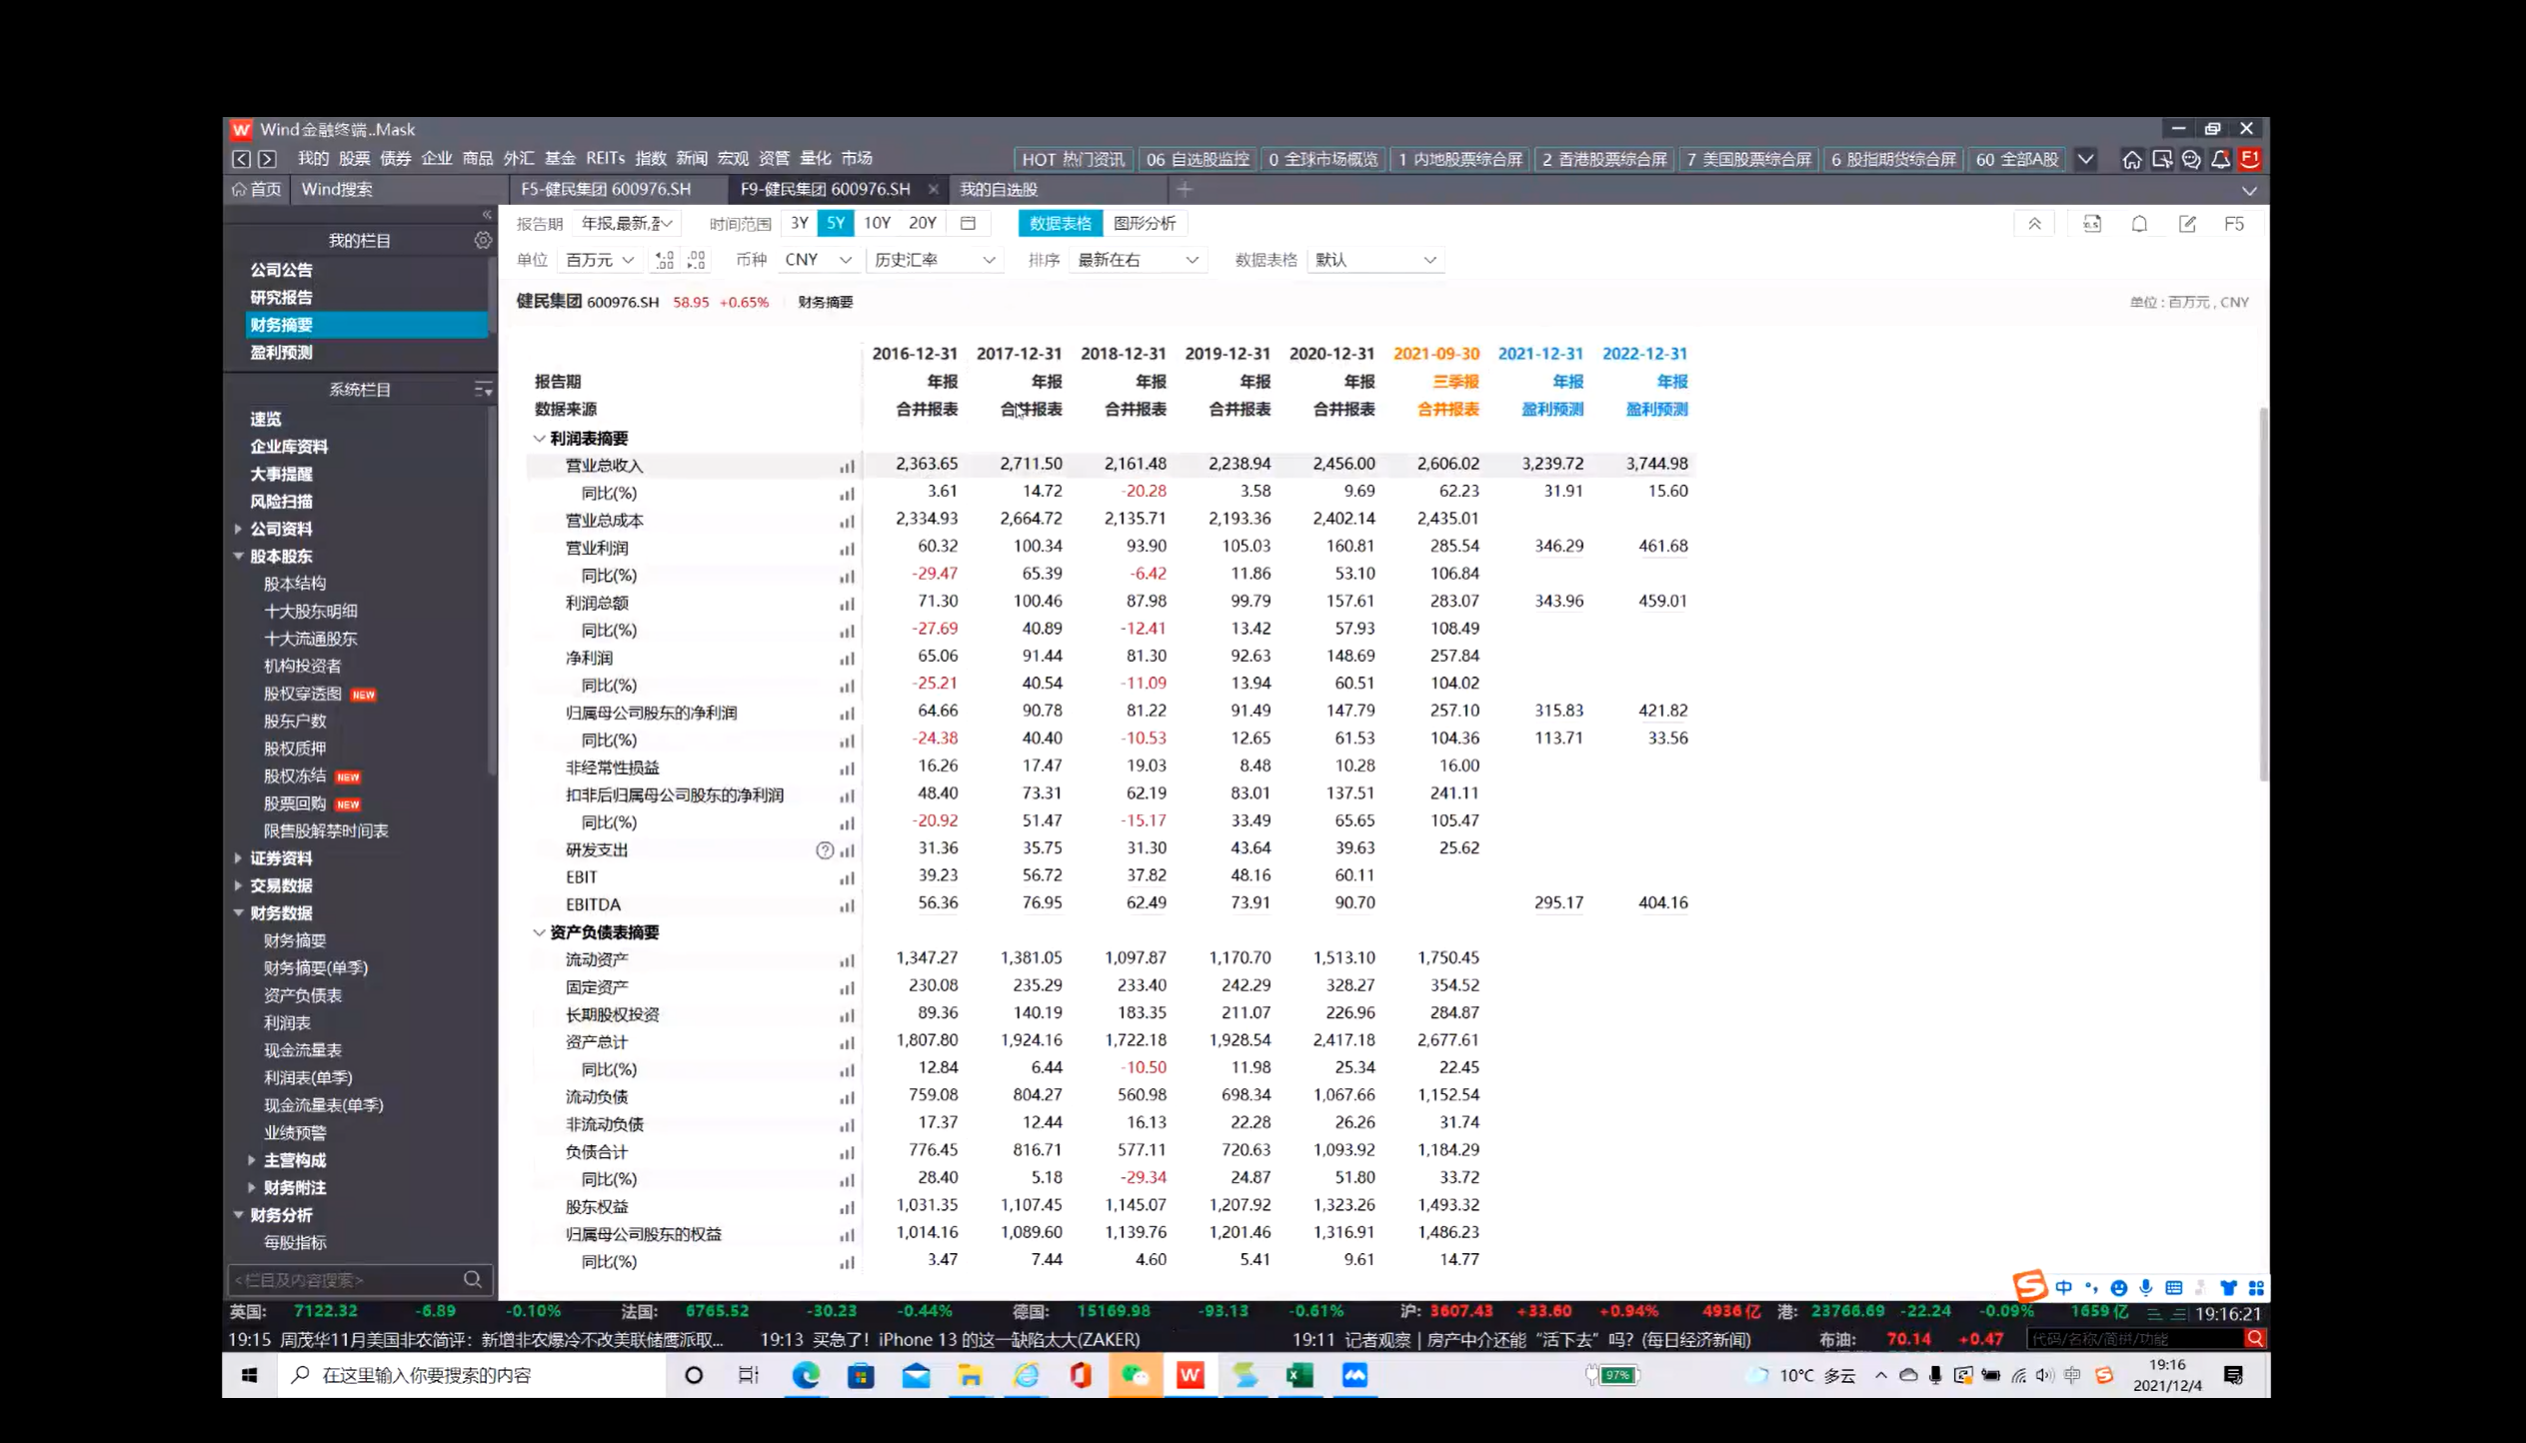 Wind金融终端..Mask
我的 股票 债券 企业 商品 外汇 基金 REITs 指数 新闻 宏观 资管 量化 市场 HOT 热门资讯 06 自选股监控 0 全球市场概览 1 内地股票综合屏 2 香港股票综合屏 7 美国股票综合屏 6 股指期货综合屏 60 全部A股 F1
首页 Wind搜索 F5-健民集团 600976.SH F9-健民集团 600976.SH 我的自选股
报告期 年报,最新, 时间范围 3Y 5Y 10Y 20Y 数据表格 图形分析 XLS F5
单位 百万元 币种 CNY 历史汇率 排序 最新在右 数据表格 默认
健民集团 600976.SH 58.95 +0.65% 财务摘要 单位 : 百万元 , CNY
我的栏目
公司公告
研究报告
财务摘要
盈利预测
系统栏目
速览
企业库资料
大事提醒
风险扫描
公司资料
股本股东
股本结构
十大股东明细
十大流通股东
机构投资者
股权穿透图 NEW
股东户数
股权质押
股权冻结 NEW
股票回购 NEW
限售股解禁时间表
证券资料
交易数据
财务数据
财务摘要
财务摘要(单季)
资产负债表
利润表
现金流量表
利润表(单季)
现金流量表(单季)
业绩预警
主营构成
财务附注
财务分析
每股指标
<栏目及内容搜索>
2016-12-31 2017-12-31 2018-12-31 2019-12-31 2020-12-31 2021-09-30 2021-12-31 2022-12-31
报告期 年报 年报 年报 年报 年报 三季报 年报 年报
数据来源 合并报表 合并报表 合并报表 合并报表 合并报表 合并报表 盈利预测 盈利预测
利润表摘要
营业总收入 2,363.65 2,711.50 2,161.48 2,238.94 2,456.00 2,606.02 3,239.72 3,744.98
同比(%) 3.61 14.72 -20.28 3.58 9.69 62.23 31.91 15.60
营业总成本 2,334.93 2,664.72 2,135.71 2,193.36 2,402.14 2,435.01
营业利润 60.32 100.34 93.90 105.03 160.81 285.54 346.29 461.68
同比(%) -29.47 65.39 -6.42 11.86 53.10 106.84
利润总额 71.30 100.46 87.98 99.79 157.61 283.07 343.96 459.01
同比(%) -27.69 40.89 -12.41 13.42 57.93 108.49
净利润 65.06 91.44 81.30 92.63 148.69 257.84
同比(%) -25.21 40.54 -11.09 13.94 60.51 104.02
归属母公司股东的净利润 64.66 90.78 81.22 91.49 147.79 257.10 315.83 421.82
同比(%) -24.38 40.40 -10.53 12.65 61.53 104.36 113.71 33.56
非经常性损益 16.26 17.47 19.03 8.48 10.28 16.00
扣非后归属母公司股东的净利润 48.40 73.31 62.19 83.01 137.51 241.11
同比(%) -20.92 51.47 -15.17 33.49 65.65 105.47
研发支出 31.36 35.75 31.30 43.64 39.63 25.62
EBIT 39.23 56.72 37.82 48.16 60.11
EBITDA 56.36 76.95 62.49 73.91 90.70 295.17 404.16
资产负债表摘要
流动资产 1,347.27 1,381.05 1,097.87 1,170.70 1,513.10 1,750.45
固定资产 230.08 235.29 233.40 242.29 328.27 354.52
长期股权投资 89.36 140.19 183.35 211.07 226.96 284.87
资产总计 1,807.80 1,924.16 1,722.18 1,928.54 2,417.18 2,677.61
同比(%) 12.84 6.44 -10.50 11.98 25.34 22.45
流动负债 759.08 804.27 560.98 698.34 1,067.66 1,152.54
非流动负债 17.37 12.44 16.13 22.28 26.26 31.74
负债合计 776.45 816.71 577.11 720.63 1,093.92 1,184.29
同比(%) 28.40 5.18 -29.34 24.87 51.80 33.72
股东权益 1,031.35 1,107.45 1,145.07 1,207.92 1,323.26 1,493.32
归属母公司股东的权益 1,014.16 1,089.60 1,139.76 1,201.46 1,316.91 1,486.23
同比(%) 3.47 7.44 4.60 5.41 9.61 14.77
中
英国: 7122.32 -6.89 -0.10% 法国: 6765.52 -30.23 -0.44% 德国: 15169.98 -93.13 -0.61% 沪: 3607.43 +33.60 +0.94% 4936亿 港: 23766.69 -22.24 -0.09% 1659亿 19:16:21
19:15 周茂华11月美国非农简评：新增非农爆冷不改美联储鹰派取... 19:13 买急了！iPhone 13 的这一缺陷太大(ZAKER) 19:11 记者观察 | 房产中介还能“活下去”吗？(每日经济新闻) 布油: 70.14 +0.47 代码/名称/简拼/功能
在这里输入你要搜索的内容 97% 10°C 多云 中 19:16
2021/12/4